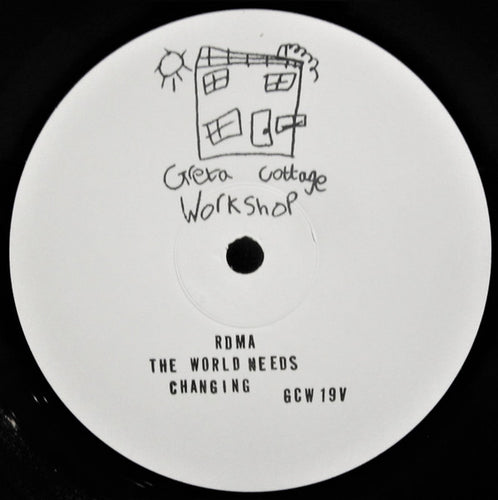 Greta Cottage
Workshop
RDMA
THE WORLD NEEDS
CHANGING
GCW 19V